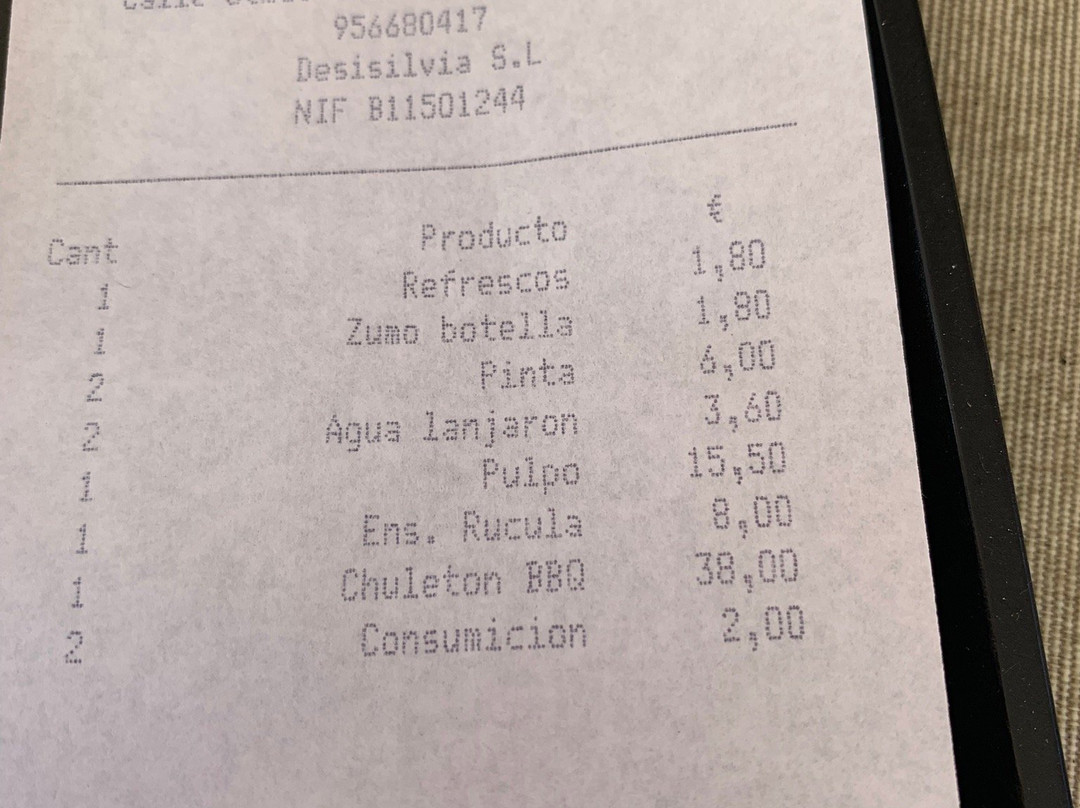 Calle
956680417
Desisilvia S.L
NIF B11501244
Cant Producto €
1 Refrescos 1,80
1 Zumo botella 1,80
2 Pinta 6,00
2 Agua lanjaron 3,60
1 Pulpo 15,50
1 Ens. Rucula 8,00
1 Chuleton BBQ 38,00
2 Consumicion 2,00